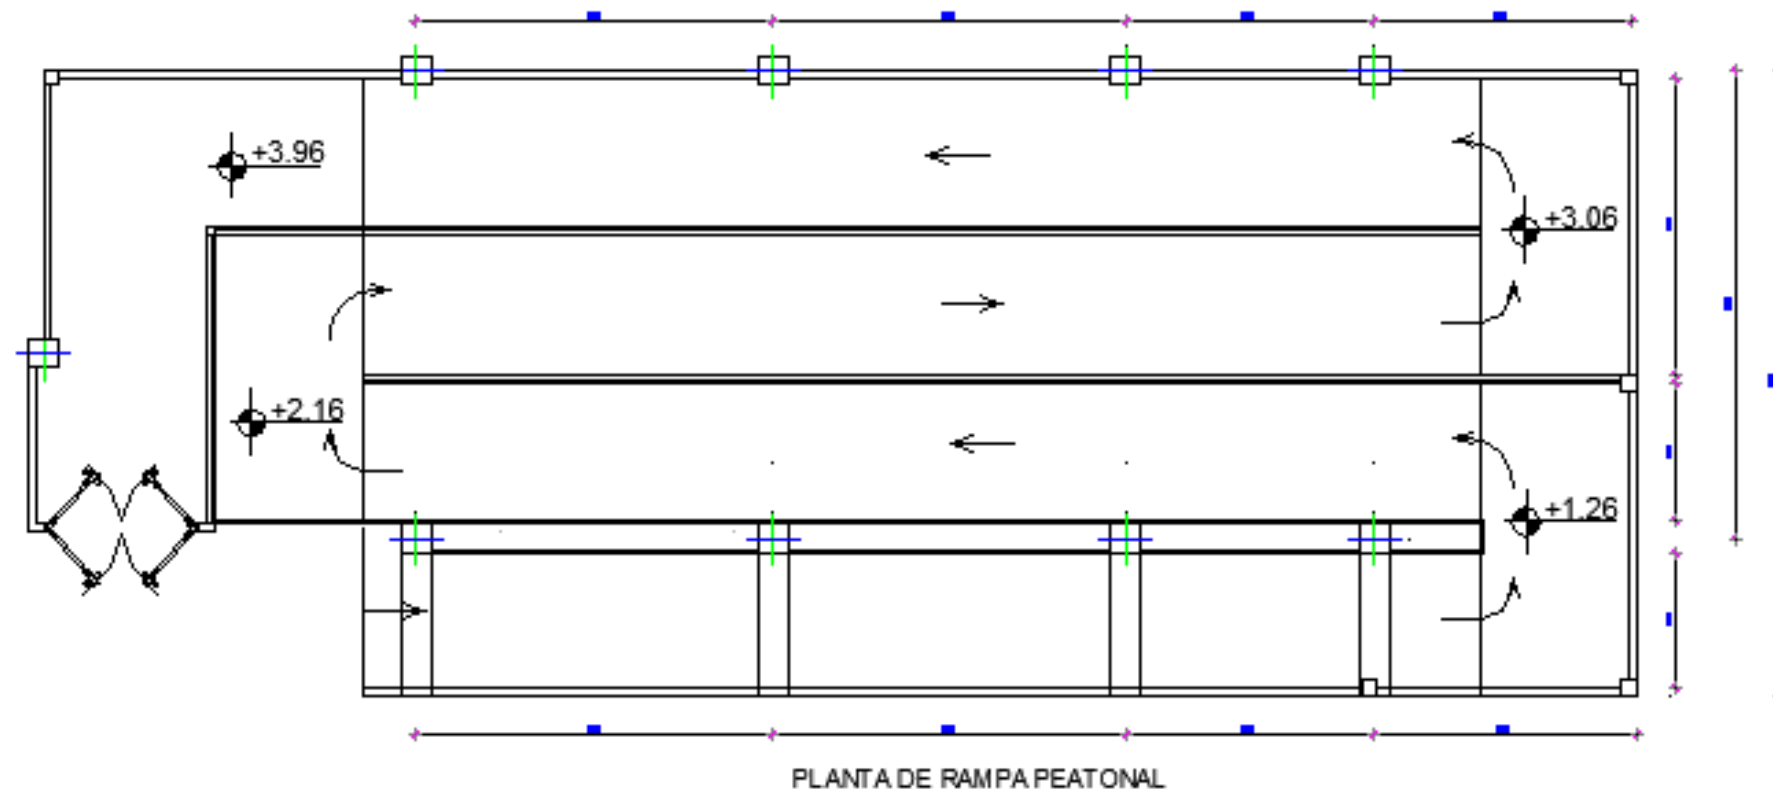 +3.96
+3.06
+2.16
+1.26
PLANTA DE RAMPA PEATONAL